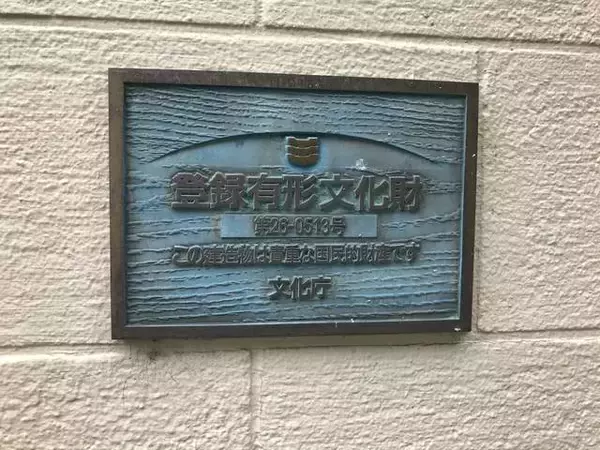 登録有形文化財
第26-0513号
この建造物は貴重な国民的財産です
文化庁